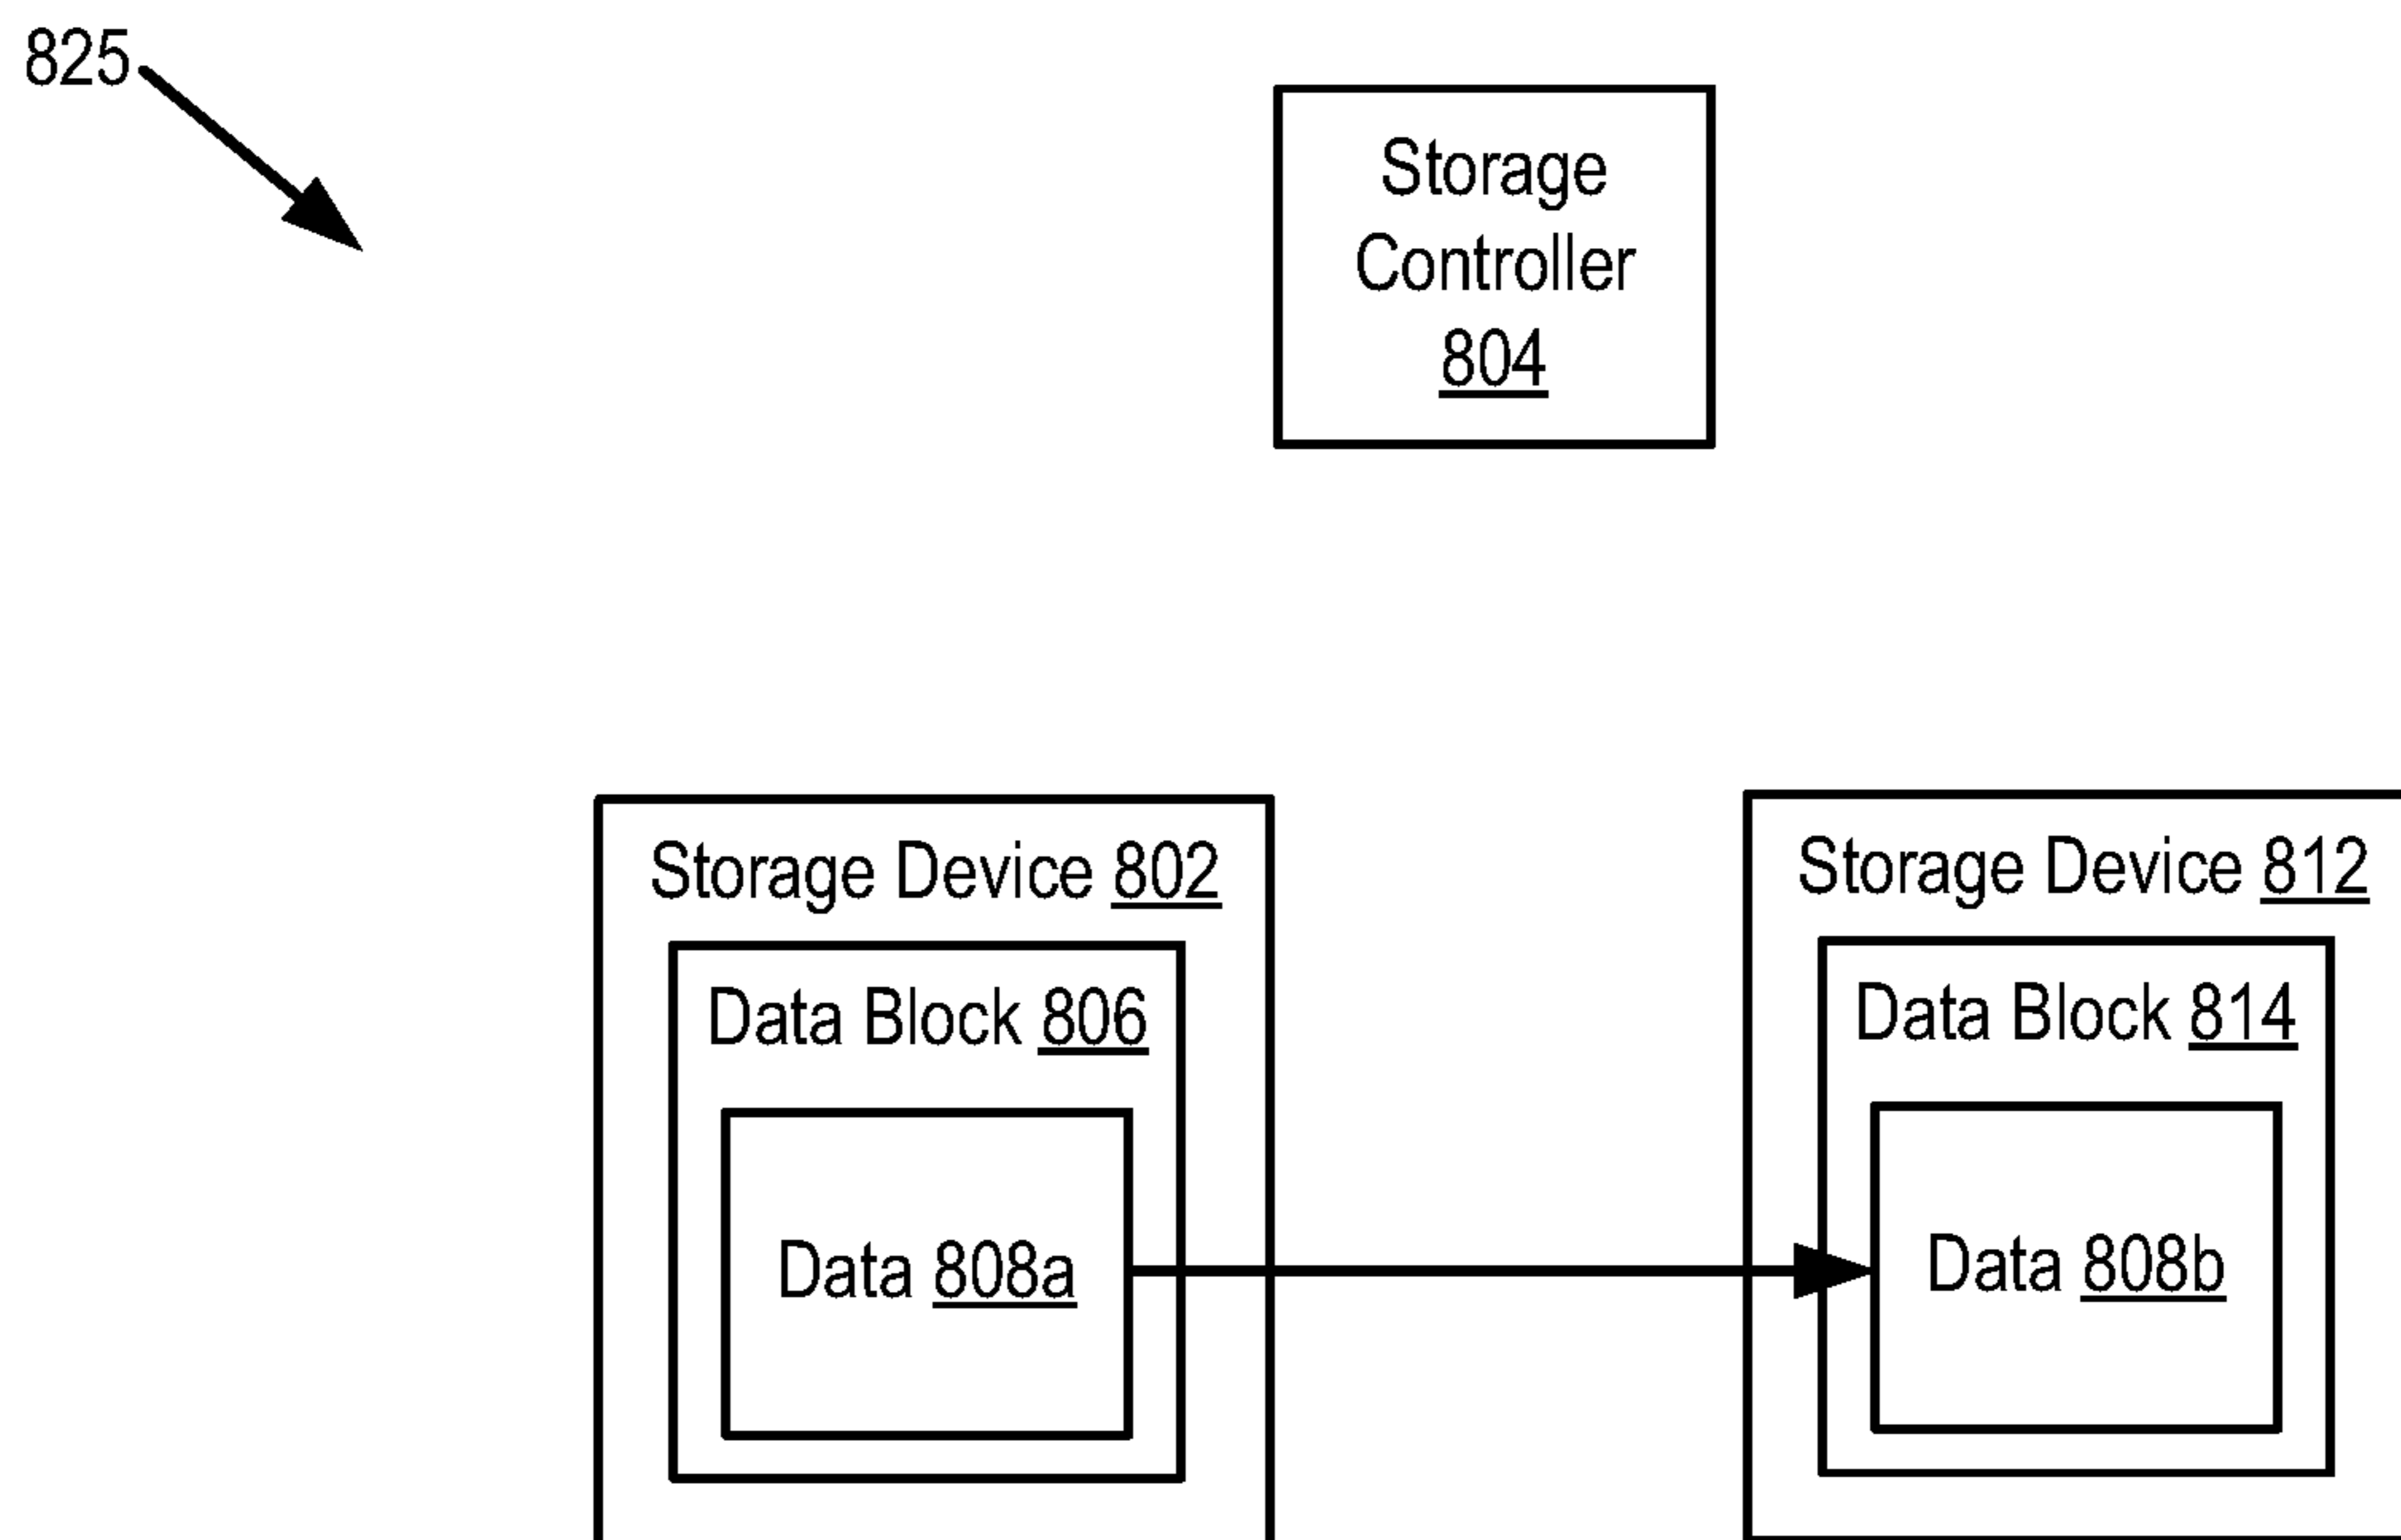 825
Storage
Controller
804
Storage Device 802
Storage Device 812
Data Block 806
Data Block 814
Data 808a
Data 808b